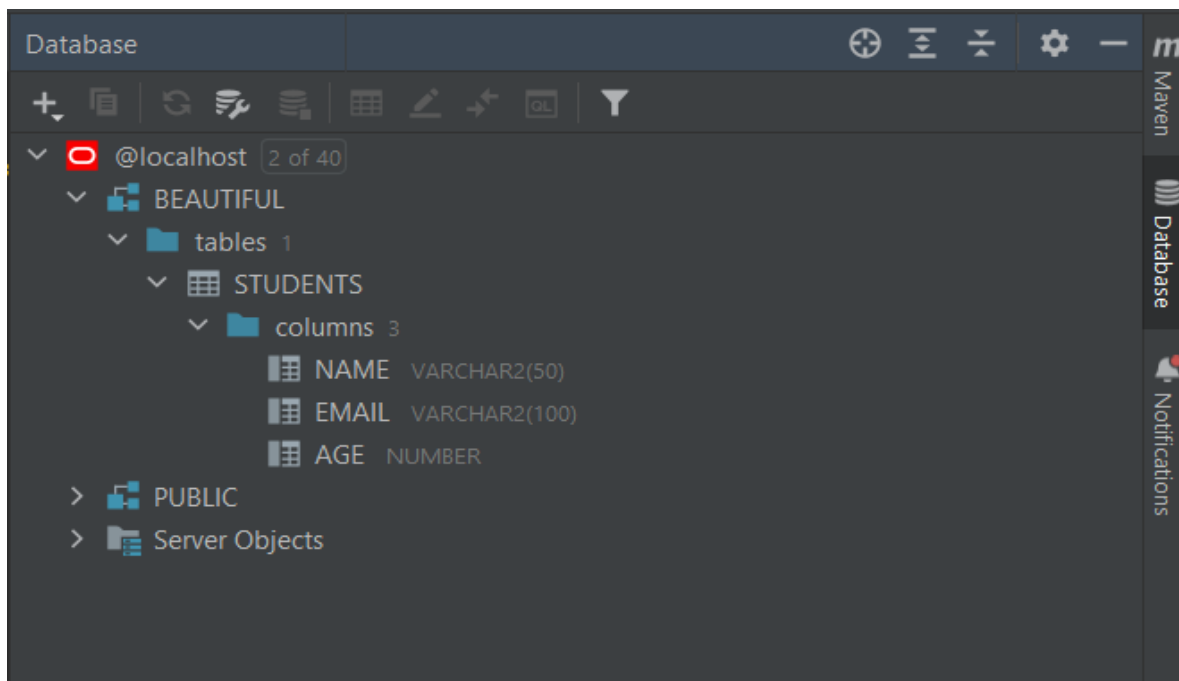 Database
@localhost 2 of 40
BEAUTIFUL
tables 1
STUDENTS
columns 3
NAME VARCHAR2(50)
EMAIL VARCHAR2(100)
AGE NUMBER
PUBLIC
Server Objects
QL
m
Maven
Database
Notifications